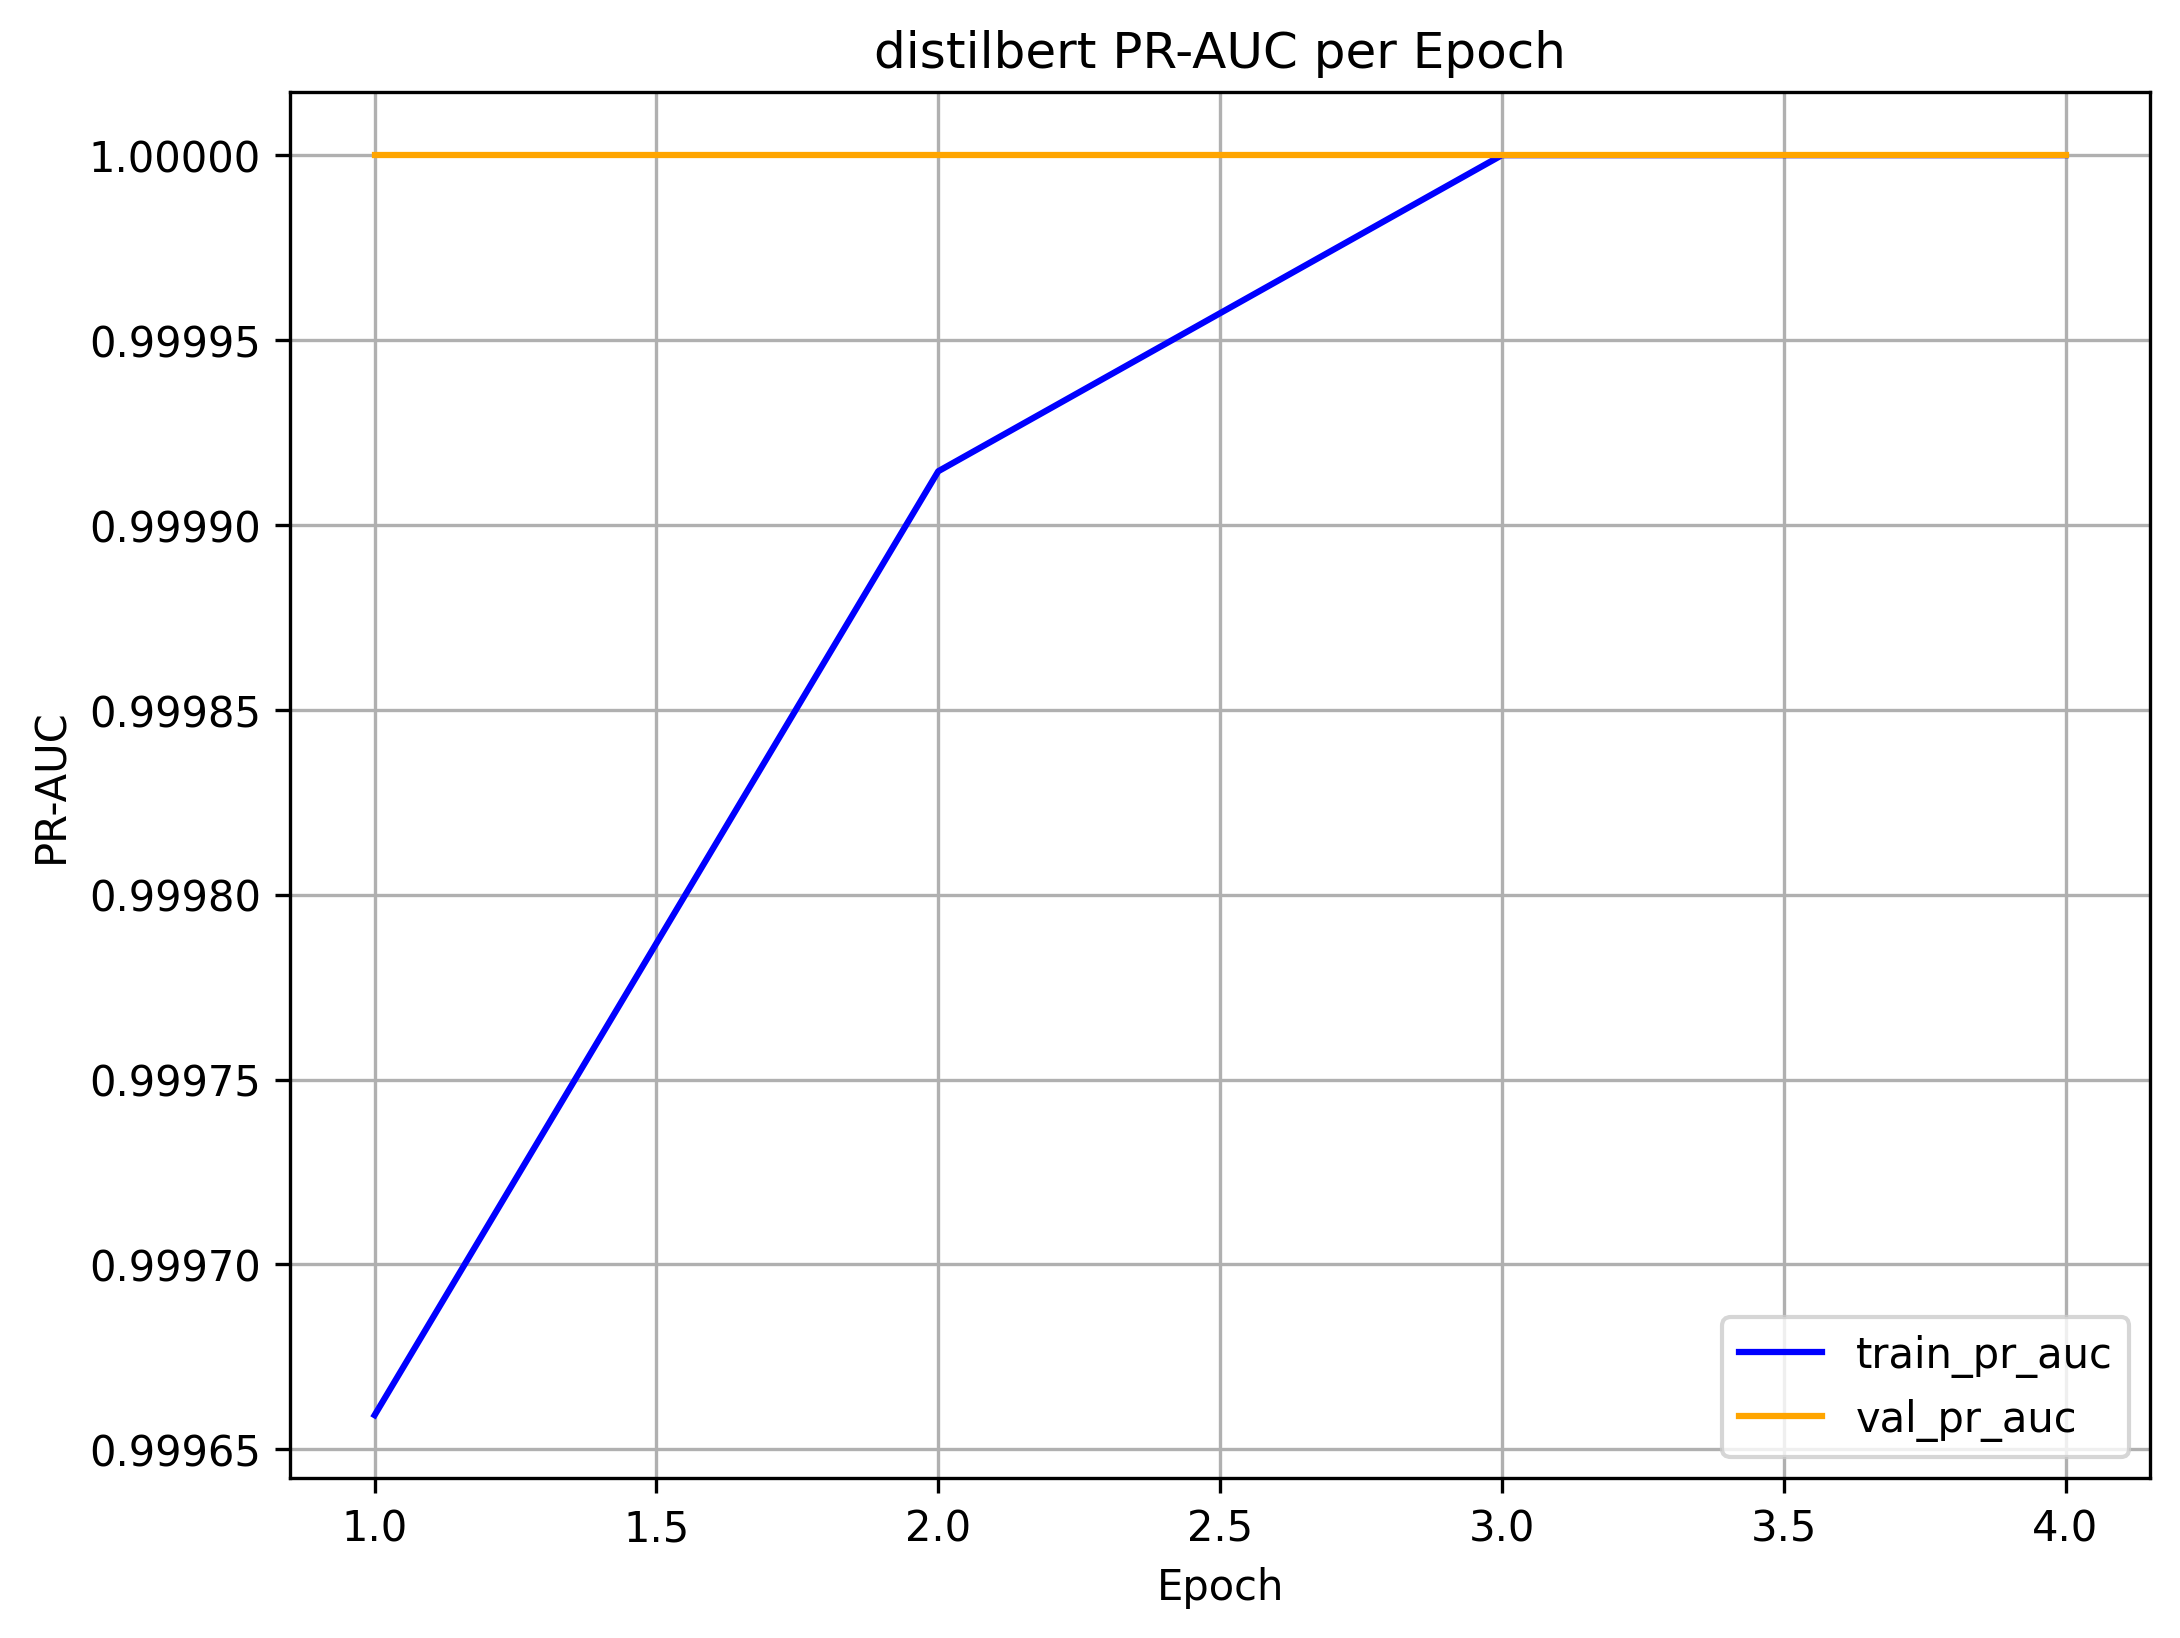 distilbert PR-AUC per Epoch
1.00000
0.99995
0.99990
0.99985
0.99980
0.99975
0.99970
0.99965
PR-AUC
train_pr_auc
val_pr_auc
1.0 1.5 2.0 2.5 3.0 3.5 4.0
Epoch